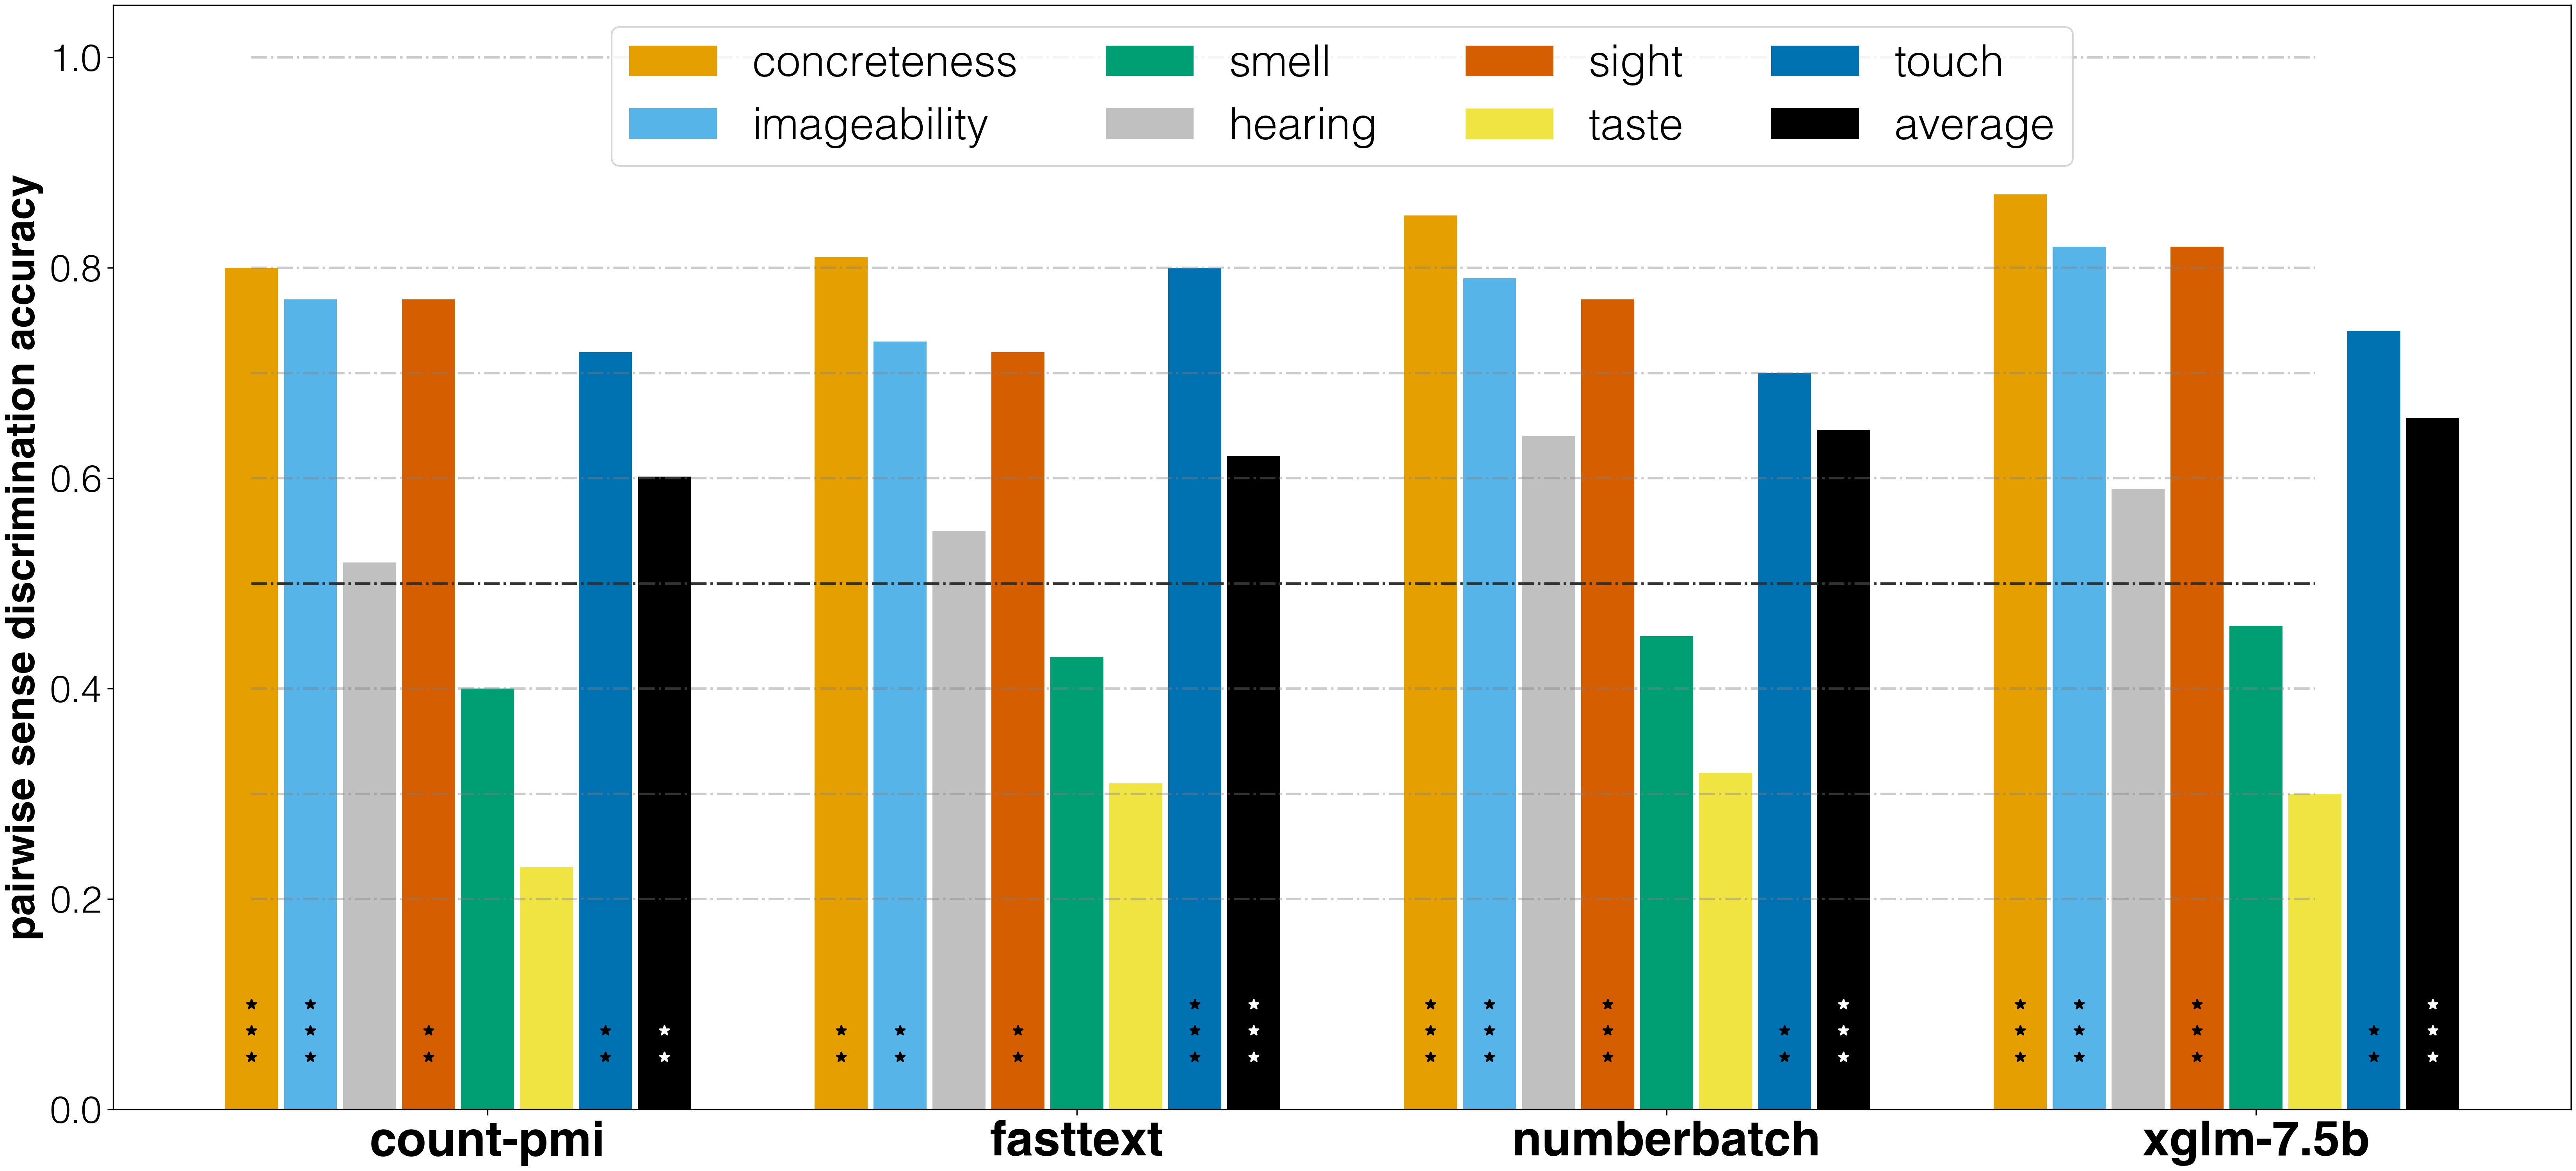 concreteness smell sight touch
imageability hearing taste average
pairwise sense discrimination accuracy
1.0
0.8
0.6
0.4
0.2
0.0
count-pmi fasttext numberbatch xglm-7.5b